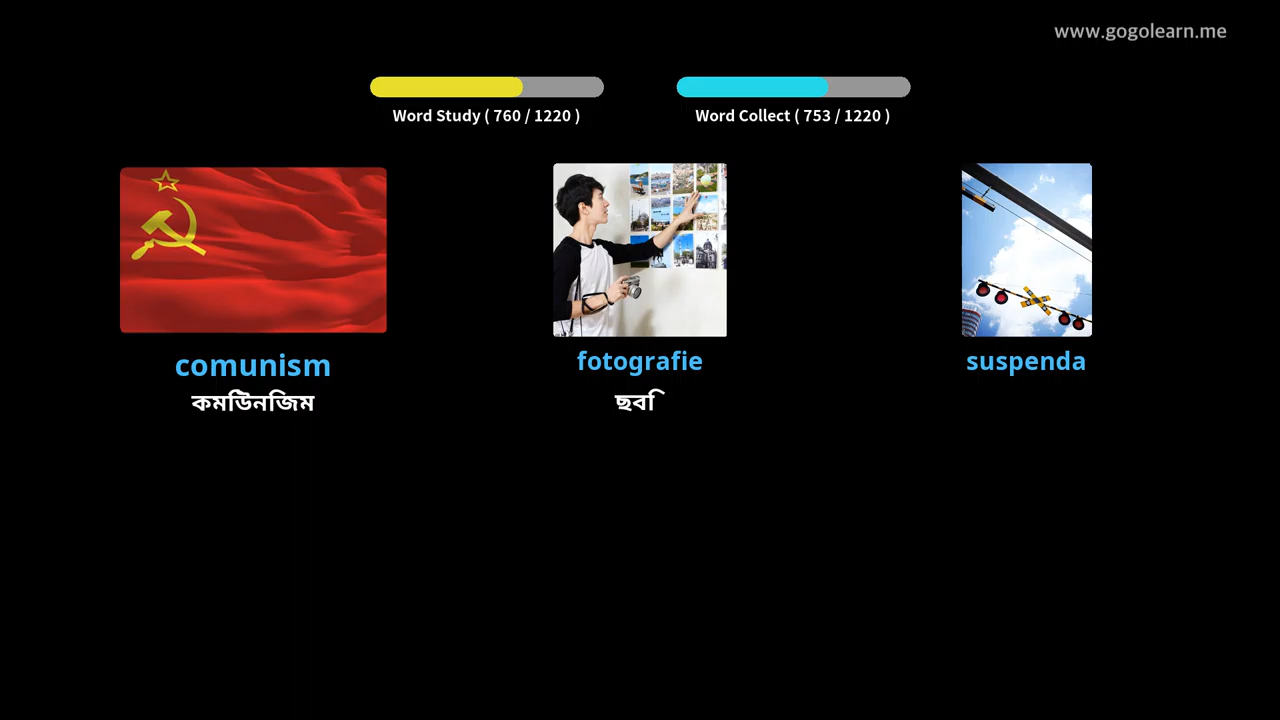 www.gogolearn.me
Word Study ( 760 / 1220 )
Word Collect ( 753 / 1220 )
comunism
fotografie
suspenda
কমিউনিজম
ছবি